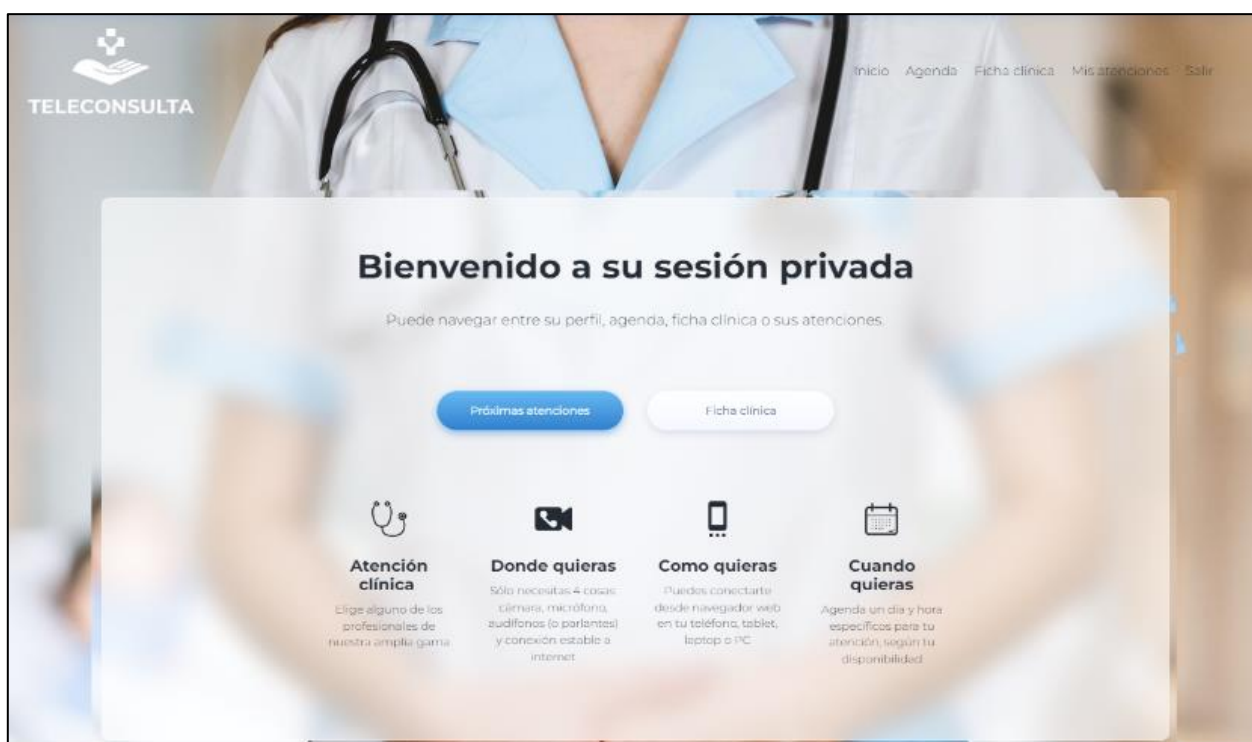 TELECONSULTA
Inicio Agenda Ficha clínica Mis atenciones Salir
Bienvenido a su sesión privada
Puede navegar entre su perfil, agenda, ficha clínica o sus atenciones.
Próximas atenciones
Ficha clínica
Atención
clínica
Elige alguno de los
profesionales de
nuestra amplia gama
Donde quieras
Sólo necesitas 4 cosas:
cámara, micrófono,
audífonos (o parlantes)
y conexión estable a
internet
Como quieras
Puedes conectarte
desde navegador web
en tu teléfono, tablet,
laptop o PC
Cuando
quieras
Agenda un día y hora
específicos para tu
atención, según tu
disponibilidad